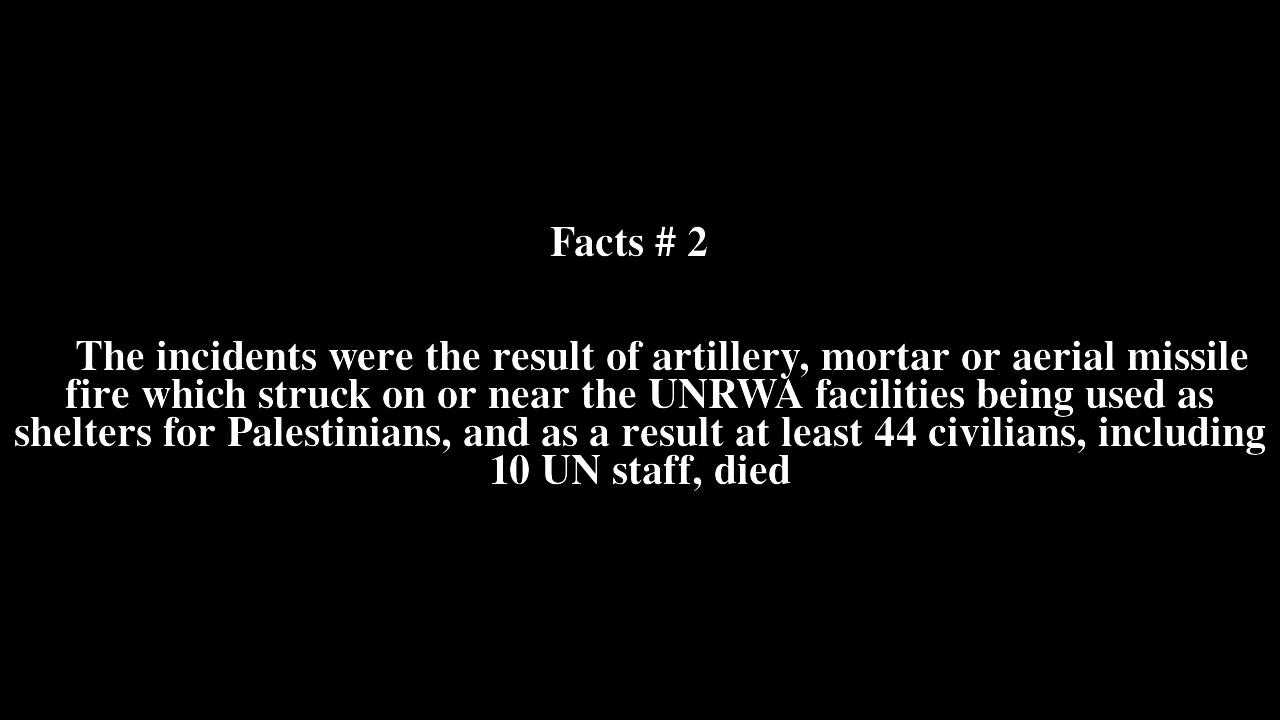 Facts # 2
The incidents were the result of artillery, mortar or aerial missile
fire which struck on or near the UNRWA facilities being used as
shelters for Palestinians, and as a result at least 44 civilians, including
10 UN staff, died